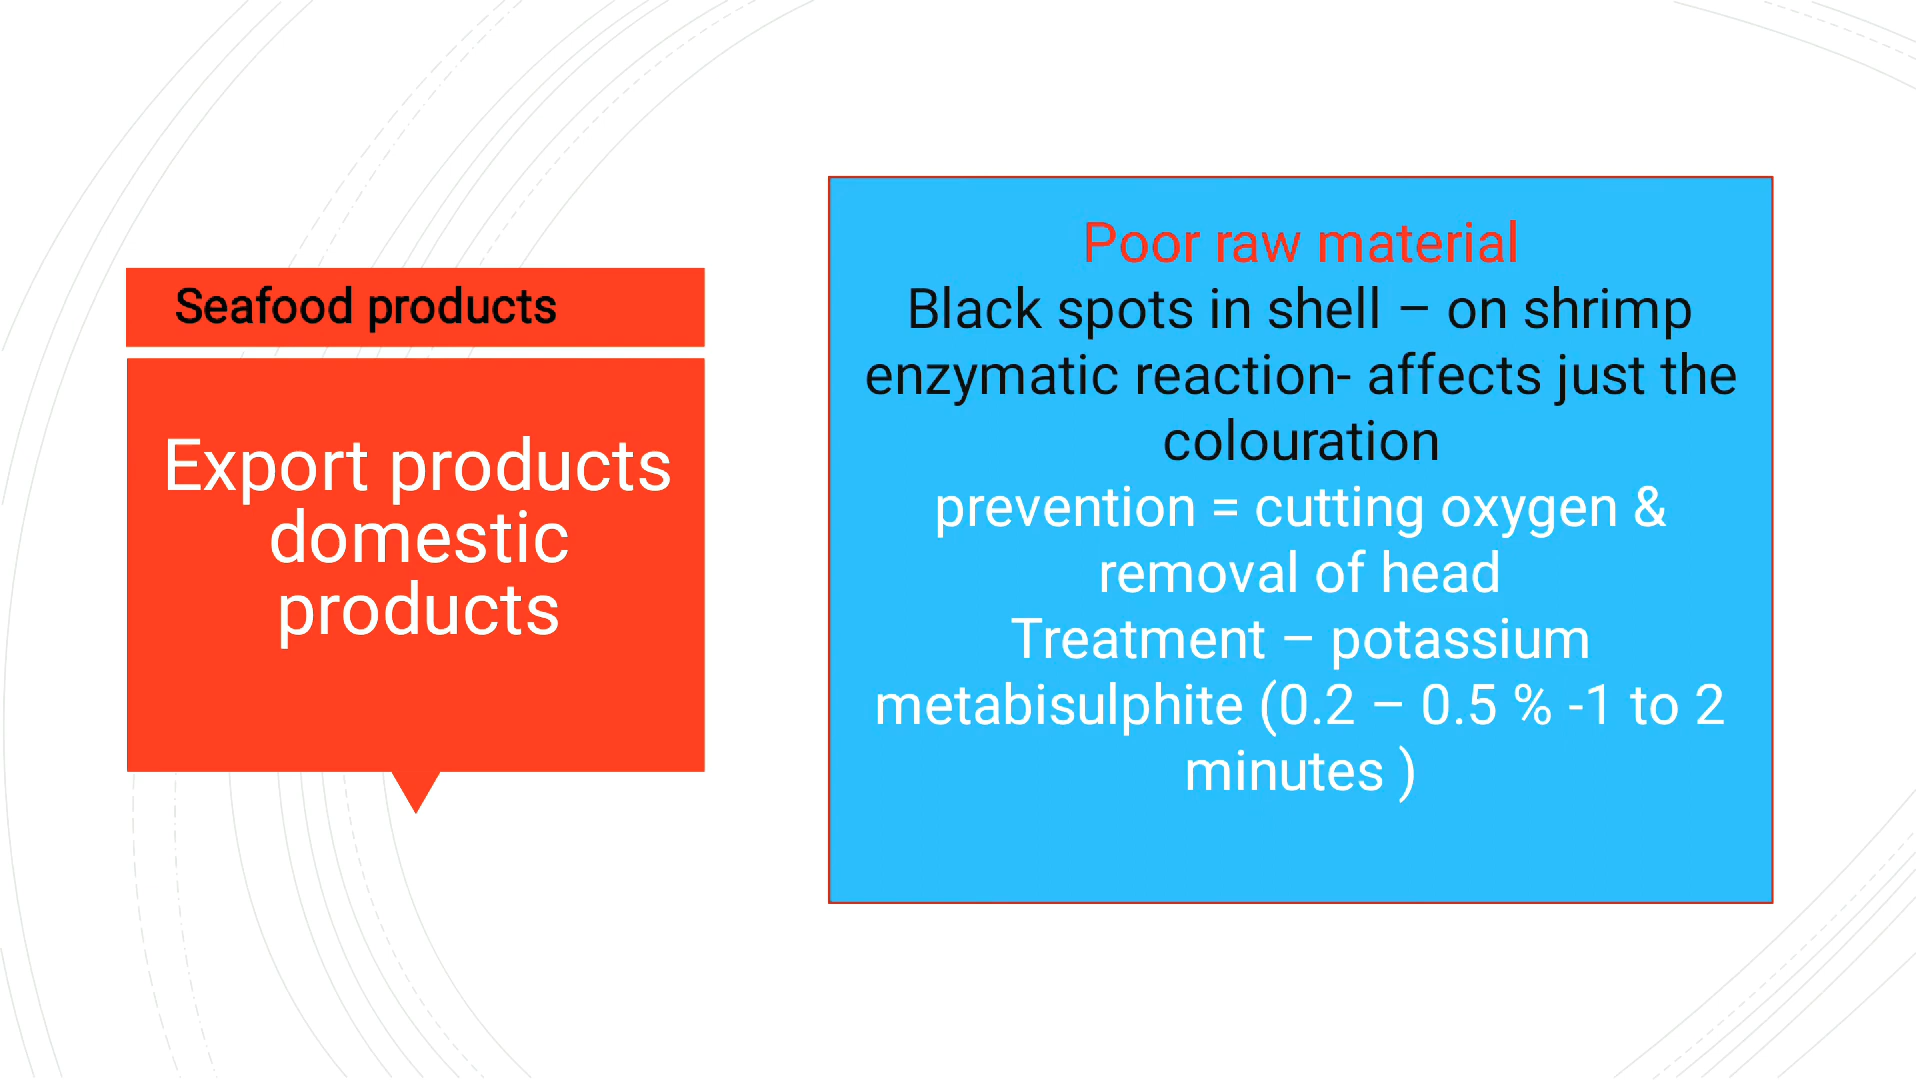 Seafood products
Export products
domestic
products
Poor raw material
Black spots in shell – on shrimp
enzymatic reaction- affects just the
colouration
prevention = cutting oxygen &
removal of head
Treatment – potassium
metabisulphite (0.2 – 0.5 % -1 to 2
minutes )